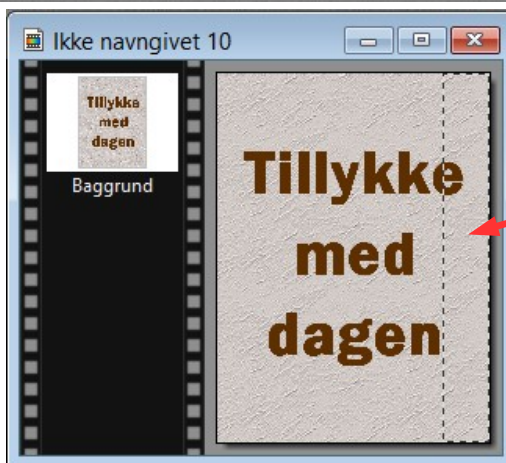 Ikke navngivet 10
Tillykke
med
dagen
Baggrund
Tillykke
med
dagen